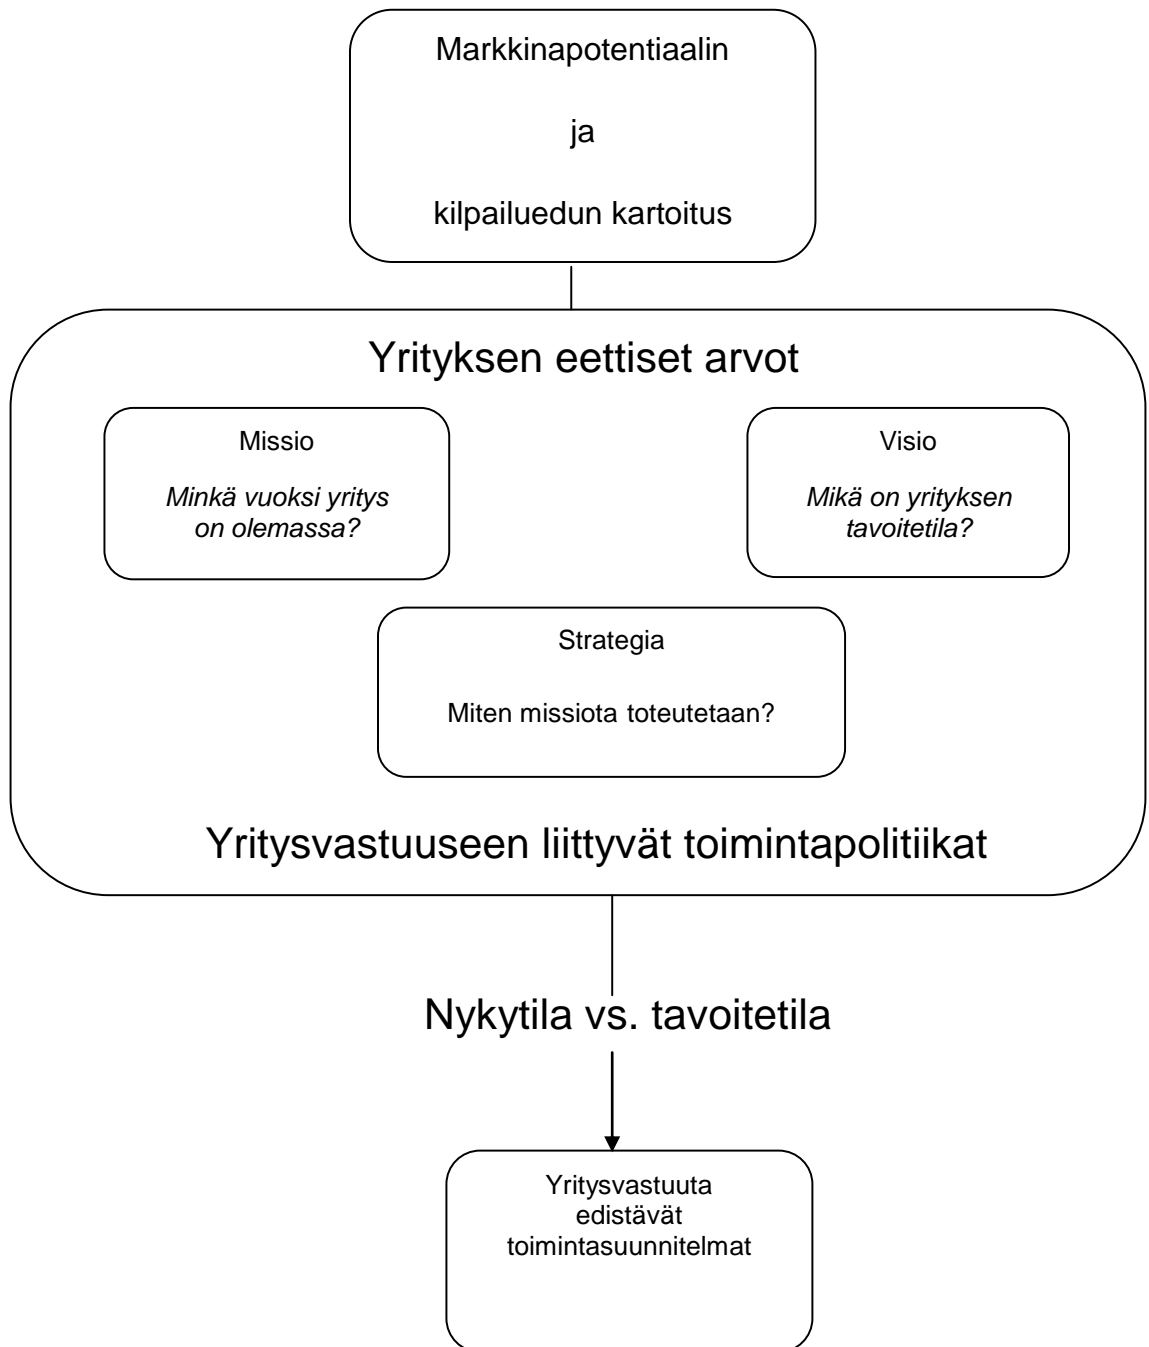 Markkinapotentiaalin
ja
kilpailuedun kartoitus
Yrityksen eettiset arvot
Missio
Minkä vuoksi yritys
on olemassa?
Visio
Mikä on yrityksen
tavoitetila?
Strategia
Miten missiota toteutetaan?
Yritysvastuuseen liittyvät toimintapolitiikat
Nykytila vs. tavoitetila
Yritysvastuuta
edistävät
toimintasuunnitelmat